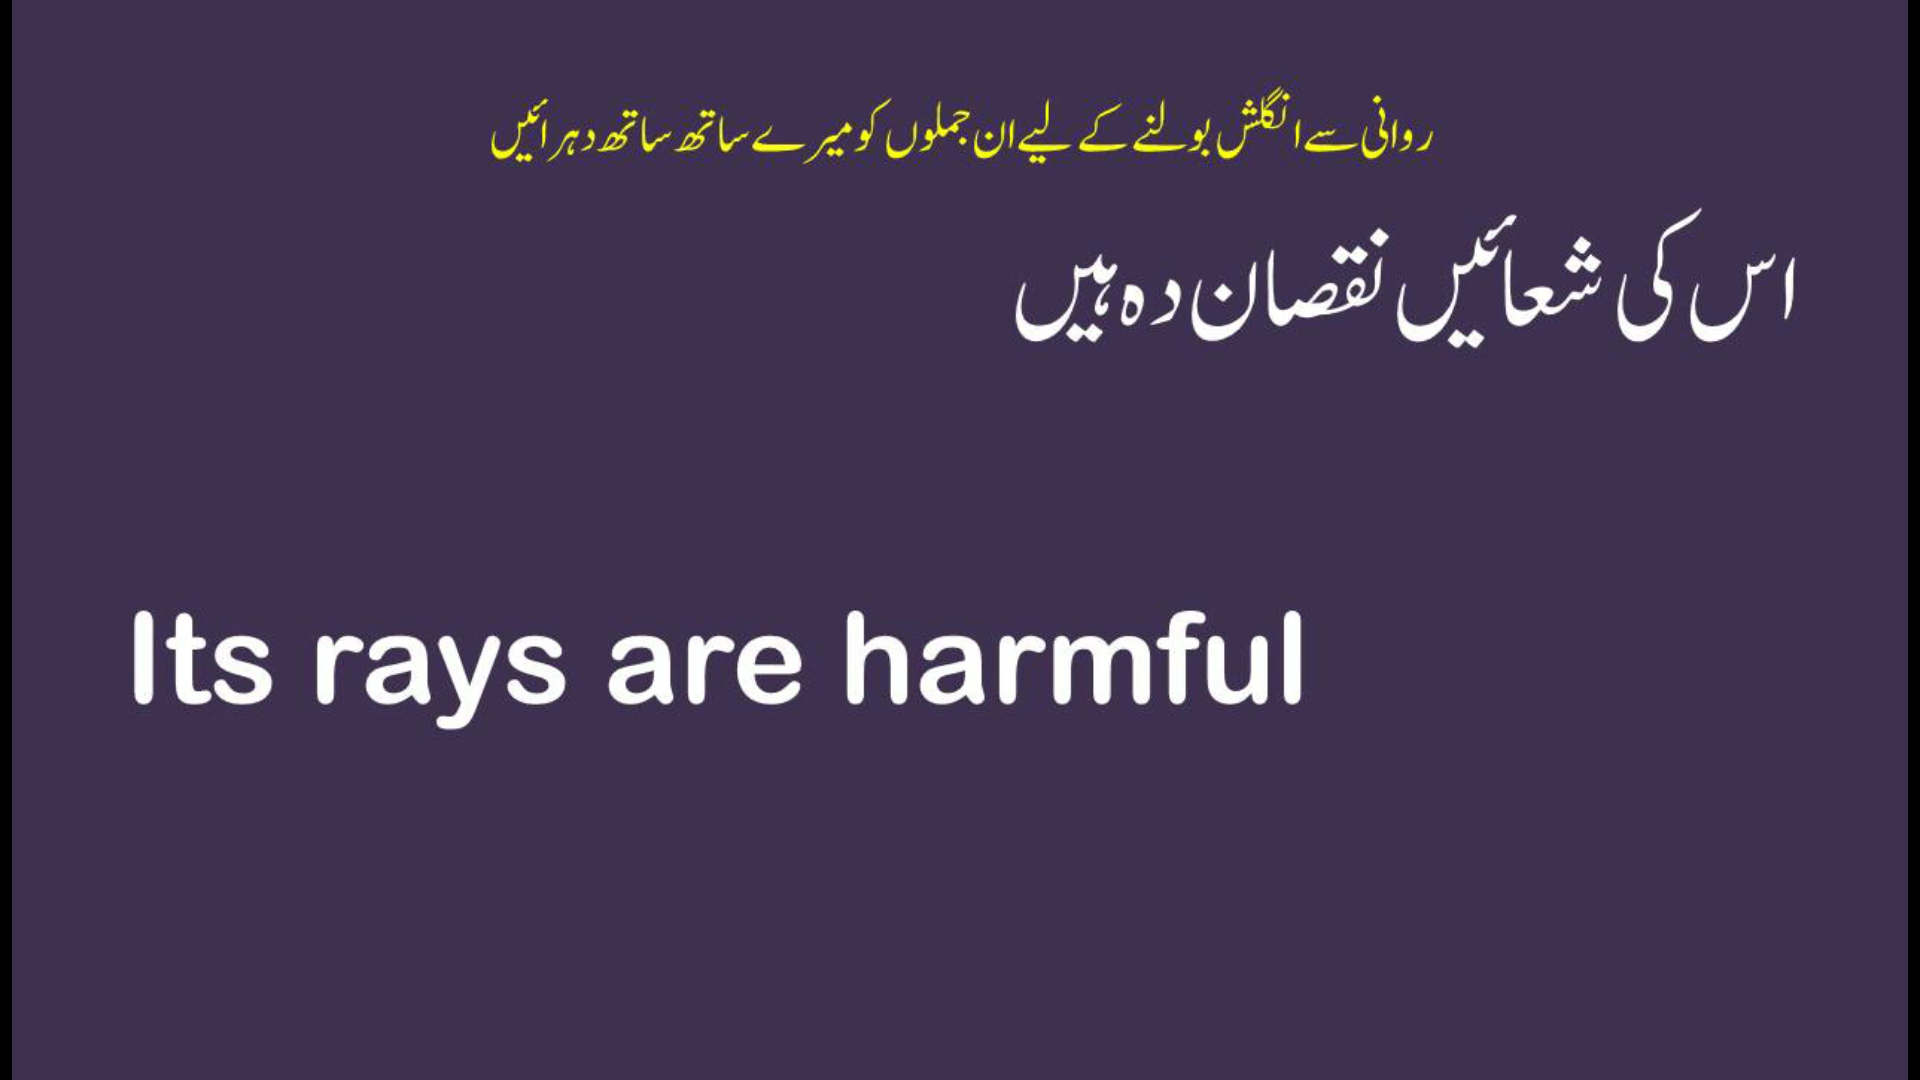 روانی سے انگلش بولنے کے لیے ان جملوں کو میرے ساتھ ساتھ دہرائیں
اس کی شعائیں نقصان دہ ہیں
Its rays are harmful